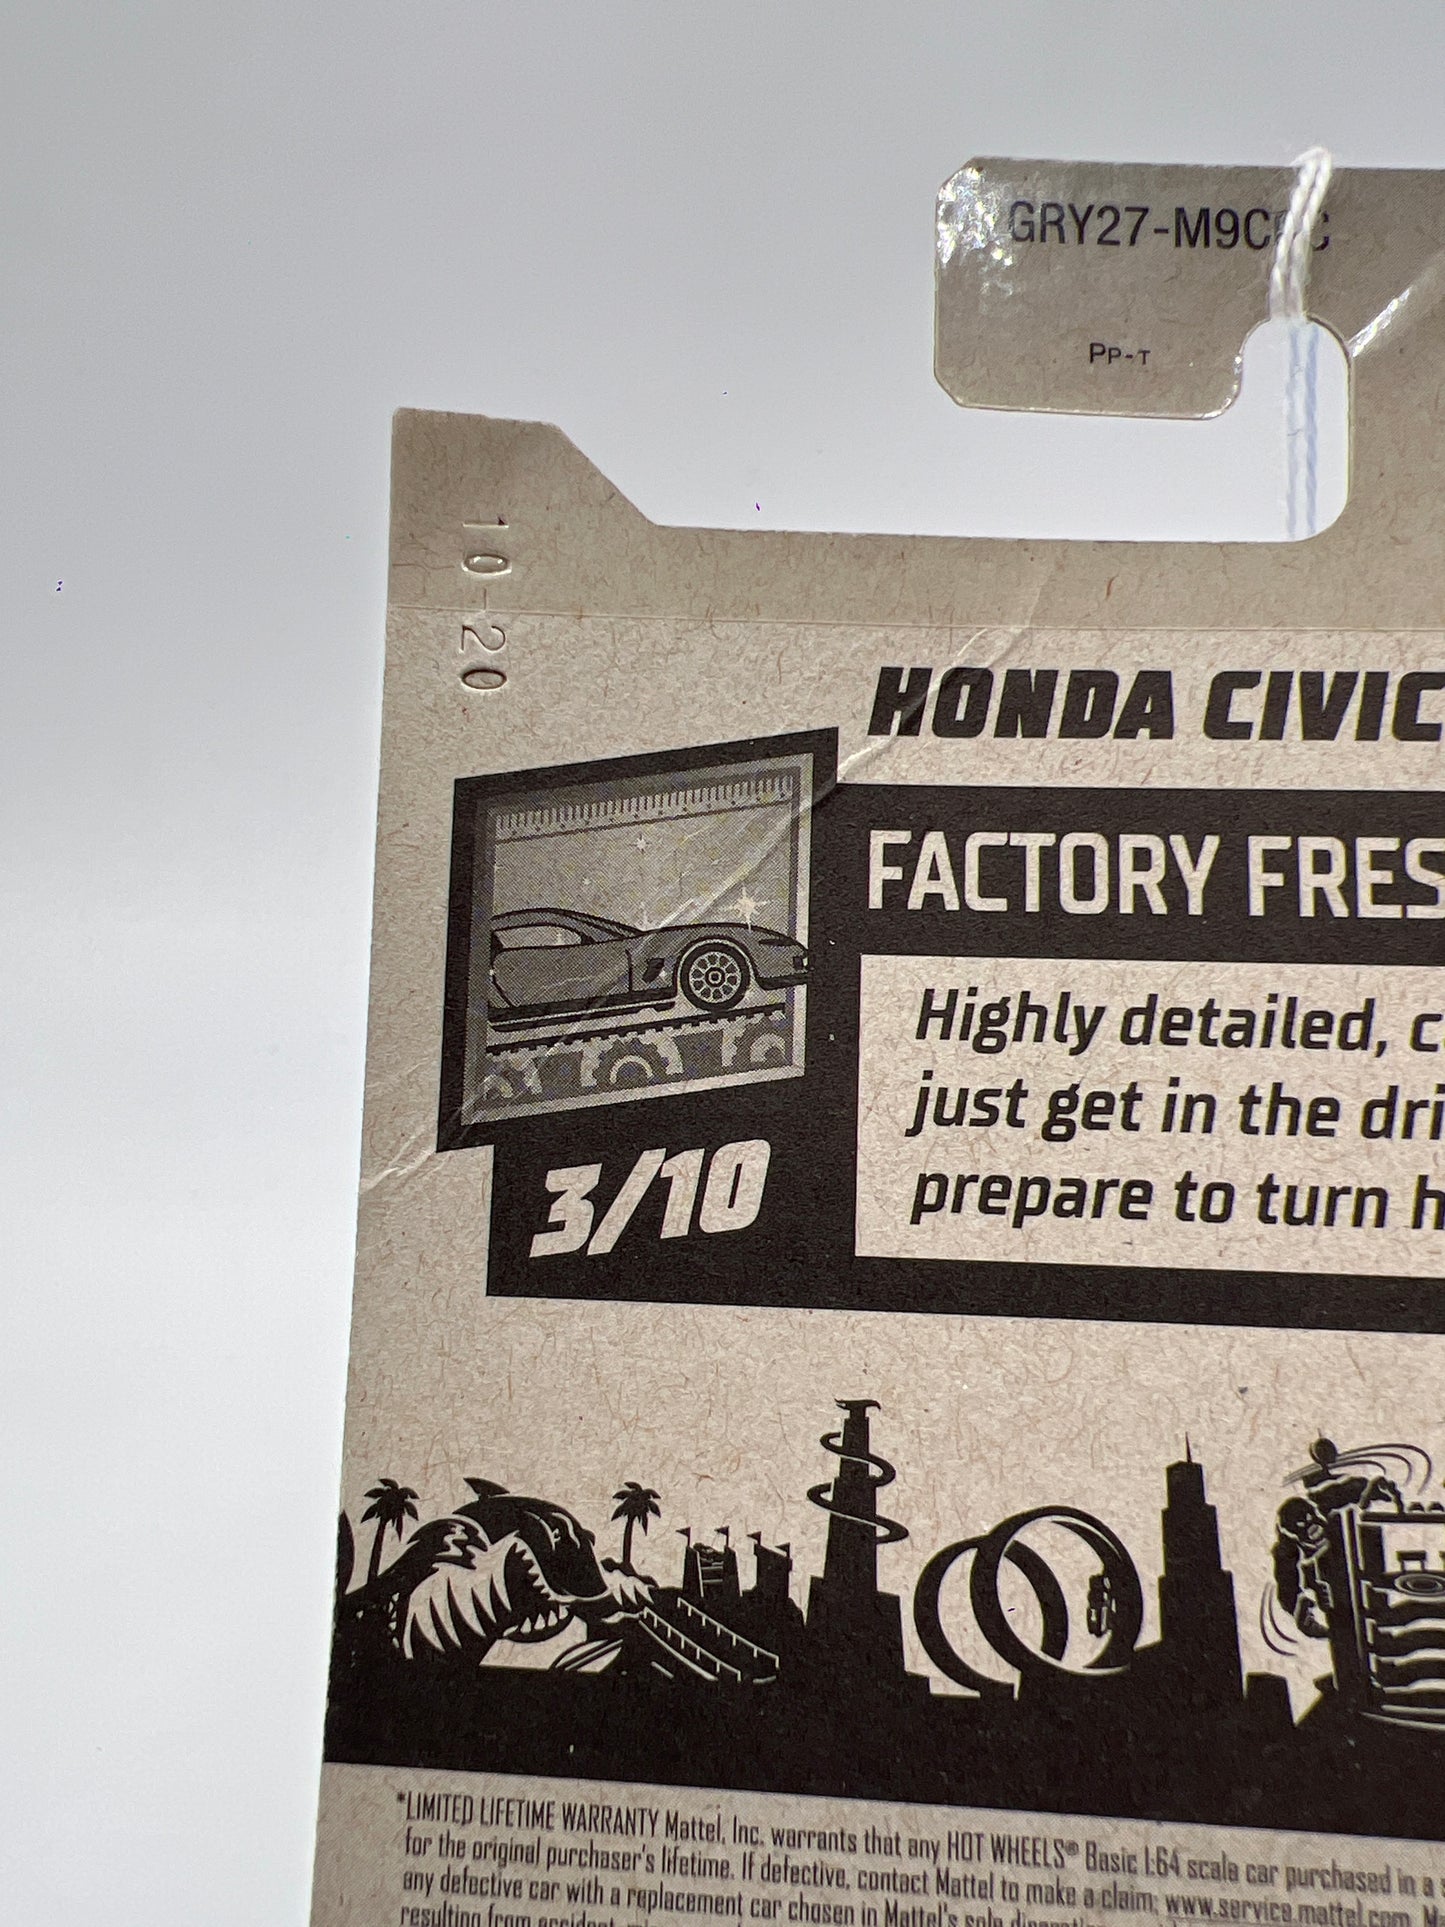 GRY27-M9C
PP-T
10-20
HONDA CIVIC
FACTORY FRES
Highly detailed, c
just get in the dri
prepare to turn h
3/10
*LIMITED LIFETIME WARRANTY Mattel, Inc. warrants that any HOT WHEELS® Basic 1:64 scale car purchased in a
for the original purchaser's lifetime. If defective, contact Mattel to make a claim; www.service.mattel.com.
any defective car with a replacement car chosen in Mattel's sole
resulting from accident,